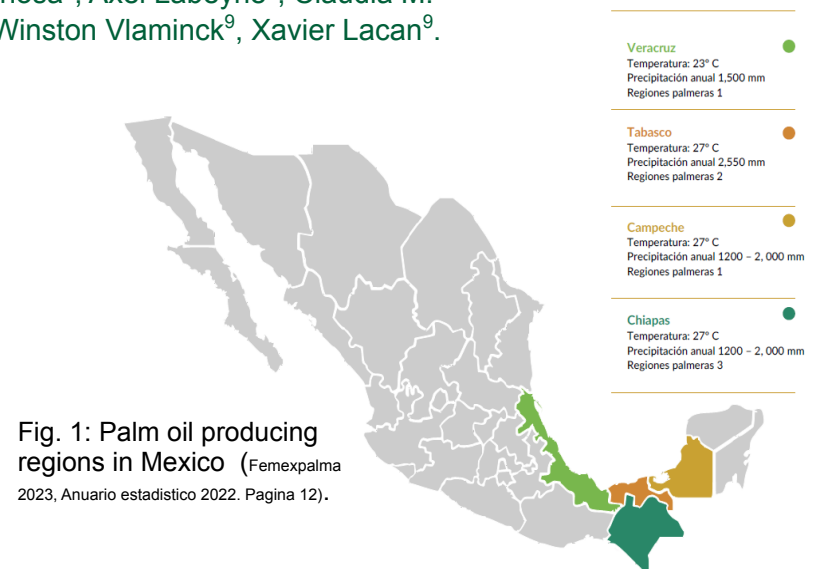 Winston Vlaminck⁹, Xavier Lacan⁹.
Veracruz
Temperatura: 23° C
Precipitación anual 1,500 mm
Regiones palmeras 1
Tabasco
Temperatura: 27° C
Precipitación anual 2,550 mm
Regiones palmeras 2
Campeche
Temperatura: 27° C
Precipitación anual 1200 – 2, 000 mm
Regiones palmeras 1
Chiapas
Temperatura: 27° C
Precipitación anual 1200 – 2, 000 mm
Regiones palmeras 3
Fig. 1: Palm oil producing
regions in Mexico (Femexpalma
2023, Anuario estadistico 2022. Pagina 12).